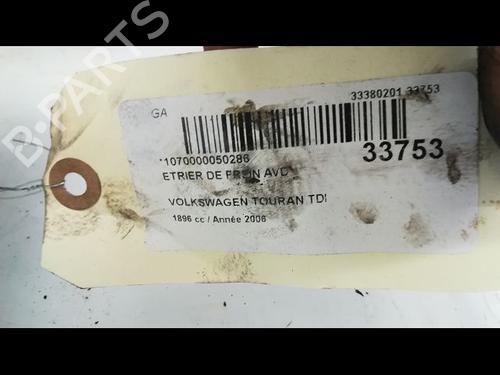 B-PARTS
GA
33380201 33753
*1070000050286
33753
ETRIER DE FREIN AVD
VOLKSWAGEN TOURAN TDI
1896 cc / Année 2006